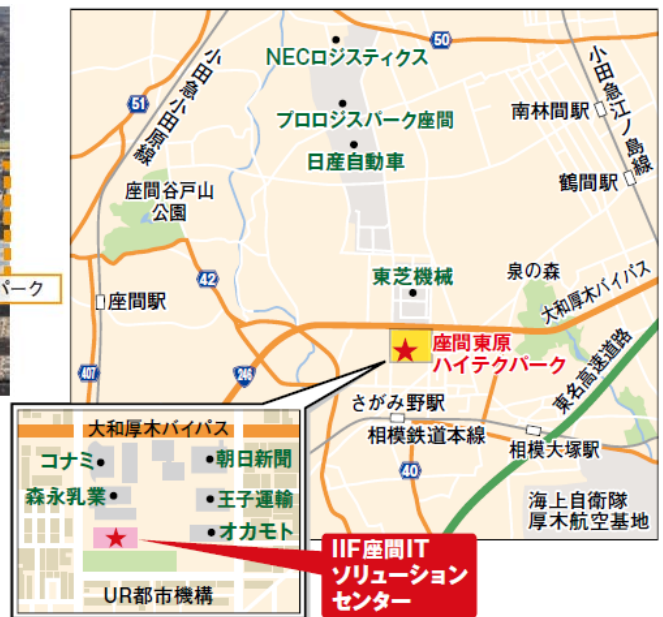 50
NECロジスティクス
小田急小田原線
51
小田急江ノ島線
南林間駅
プロロジスパーク座間
日産自動車
鶴間駅
座間谷戸山
公園
パーク
42
東芝機械
泉の森
座間駅
大和厚木バイパス
座間東原
ハイテクパーク
東名高速道路
407
246
さがみ野駅
相模鉄道本線
相模大塚駅
40
海上自衛隊
厚木航空基地
大和厚木バイパス
コナミ
朝日新聞
森永乳業
王子運輸
オカモト
IIF座間IT
ソリューション
センター
UR都市機構